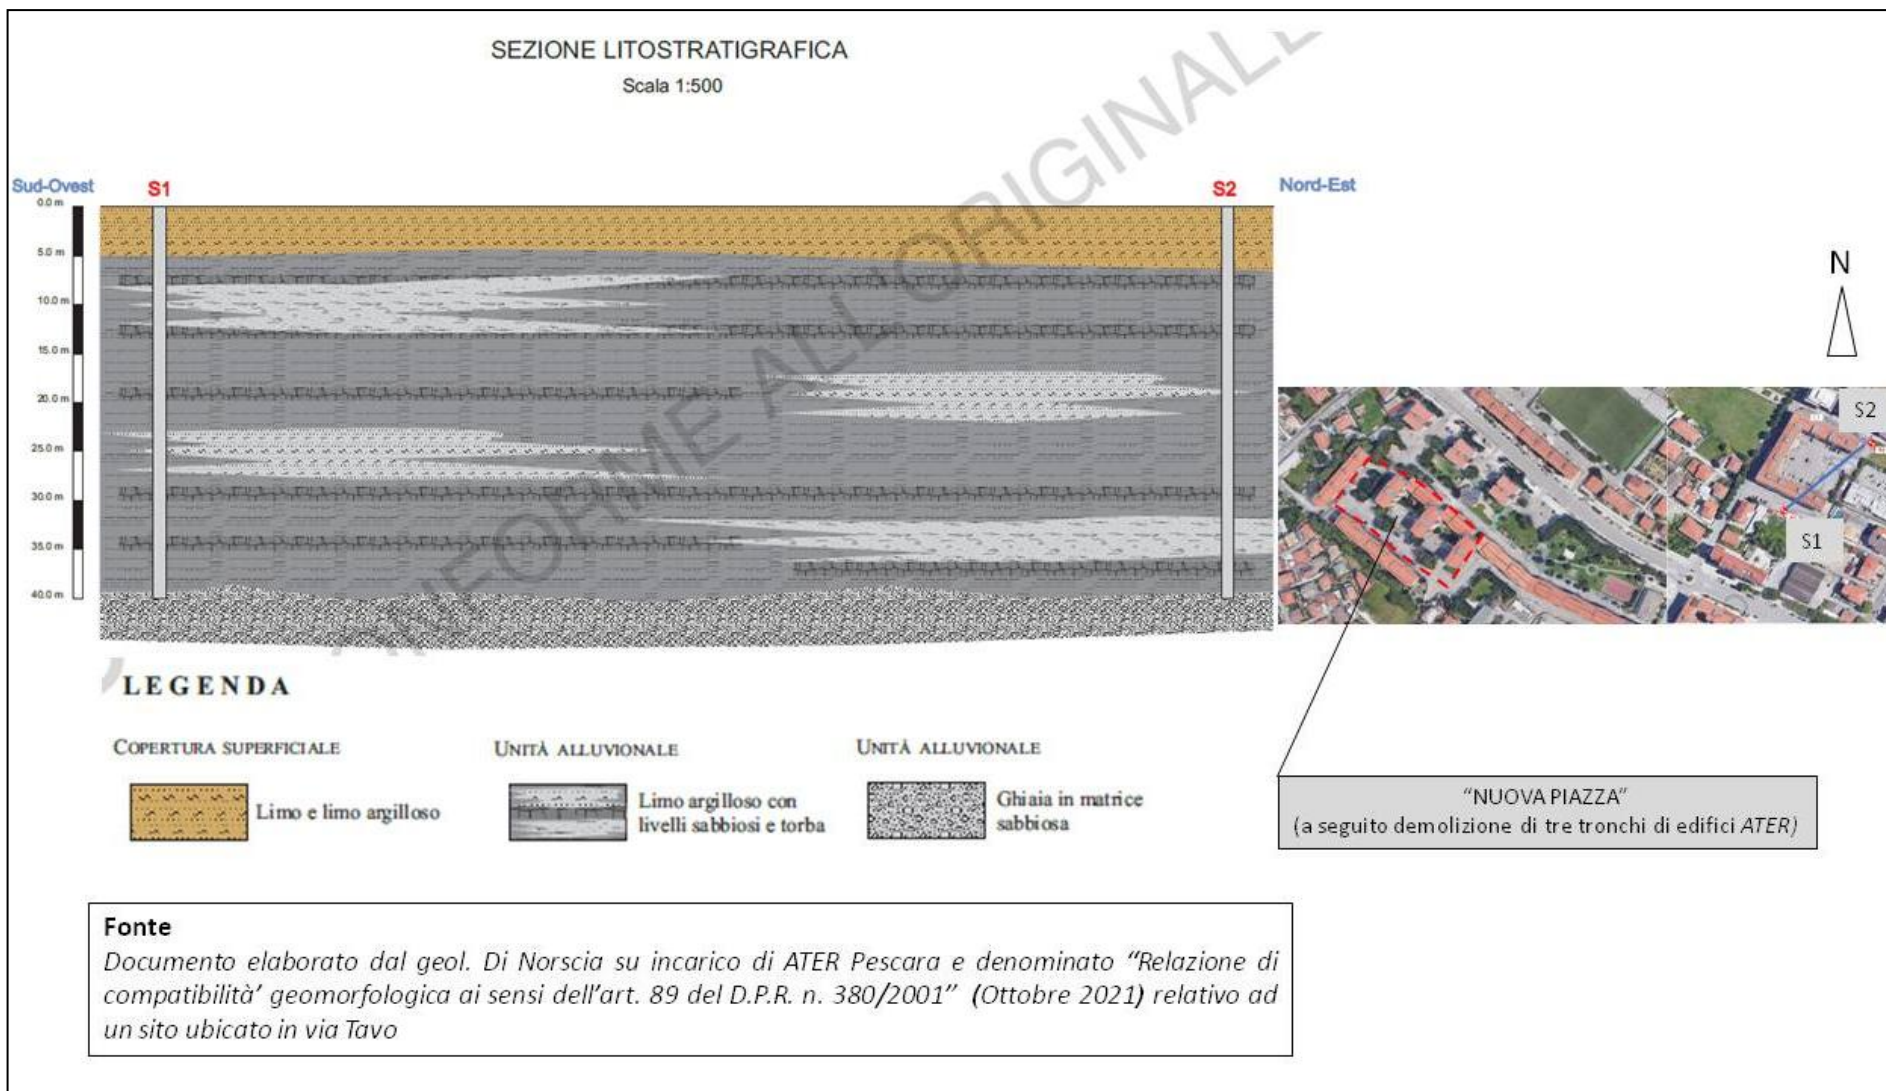 SEZIONE LITOSTRATIGRAFICA
Scala 1:500
CONFORME ALL'ORIGINALE
Sud-Ovest
S1
S2
Nord-Est
0.0 m
5.0 m
10.0 m
15.0 m
20.0 m
25.0 m
30.0 m
35.0 m
40.0 m
N
S2
S1
LEGENDA
COPERTURA SUPERFICIALE
Limo e limo argilloso
UNITÀ ALLUVIONALE
Limo argilloso con
livelli sabbiosi e torba
UNITÀ ALLUVIONALE
Ghiaia in matrice
sabbiosa
"NUOVA PIAZZA"
(a seguito demolizione di tre tronchi di edifici ATER)
Fonte
Documento elaborato dal geol. Di Norscia su incarico di ATER Pescara e denominato "Relazione di
compatibilità' geomorfologica ai sensi dell'art. 89 del D.P.R. n. 380/2001" (Ottobre 2021) relativo ad
un sito ubicato in via Tavo